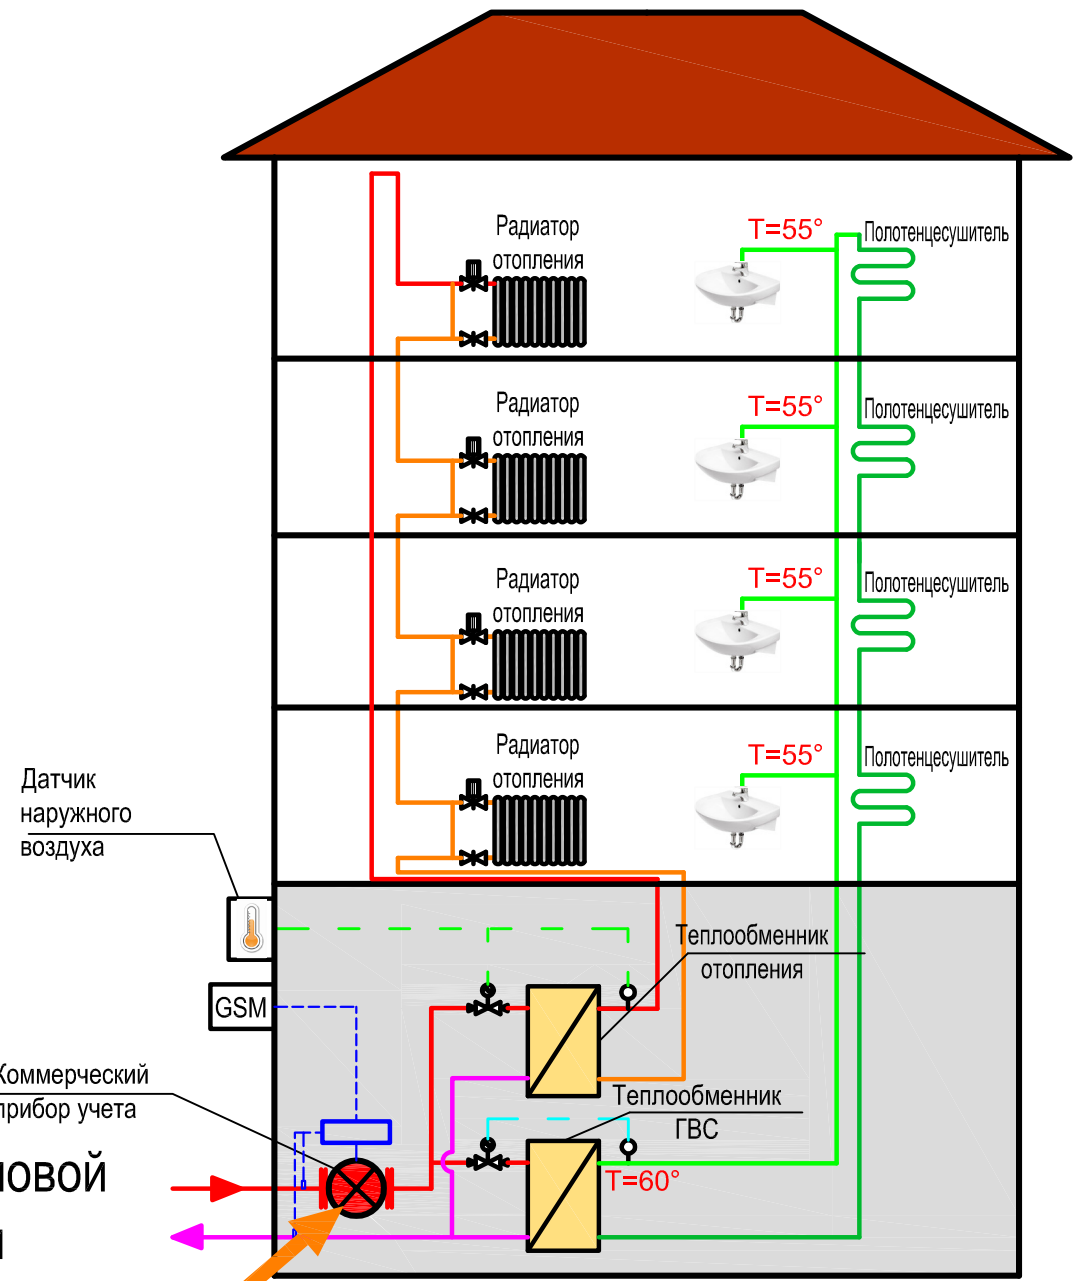 Радиатор
отопления
T=55°
Полотенцесушитель
Радиатор
отопления
T=55°
Полотенцесушитель
Радиатор
отопления
T=55°
Полотенцесушитель
Радиатор
отопления
T=55°
Полотенцесушитель
Датчик
наружного
воздуха
Теплообменник
отопления
GSM
Коммерческий
прибор учета
Теплообменник
ГВС
T=60°